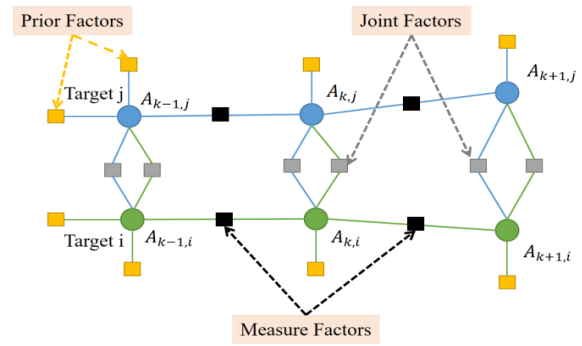 Prior Factors
Joint Factors
Target j
A_{k-1,j}
A_{k,j}
A_{k+1,j}
Target i
A_{k-1,i}
A_{k,i}
A_{k+1,i}
Measure Factors